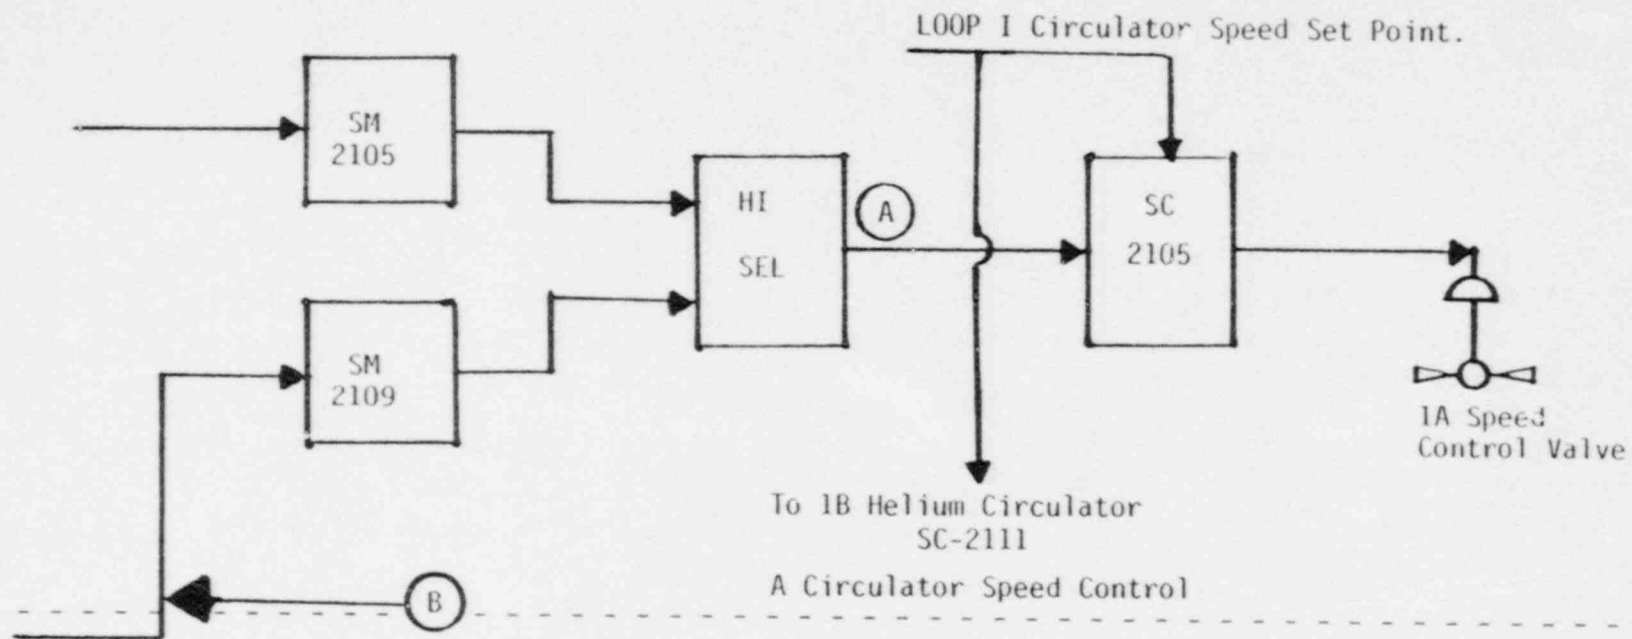 LOOP I Circulator Speed Set Point.
SM
2105
HI
SEL
A
SC
2105
SM
2109
1A Speed
Control Valve
To 1B Helium Circulator
SC-2111
A Circulator Speed Control
B